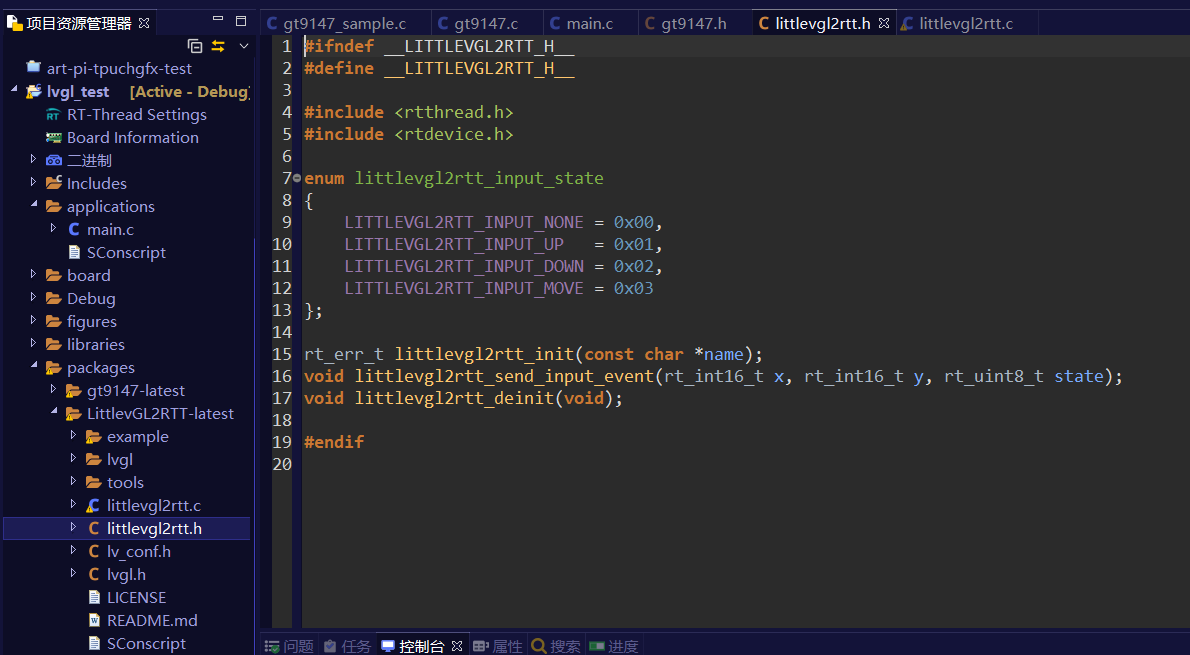 项目资源管理器
art-pi-tpuchgfx-test
lvgl_test [Active - Debug]
RT-Thread Settings
Board Information
二进制
Includes
applications
main.c
SConscript
board
Debug
figures
libraries
packages
gt9147-latest
LittlevGL2RTT-latest
example
lvgl
tools
littlevgl2rtt.c
littlevgl2rtt.h
lv_conf.h
lvgl.h
LICENSE
README.md
SConscript
gt9147_sample.c gt9147.c main.c gt9147.h littlevgl2rtt.h littlevgl2rtt.c
1 #ifndef __LITTLEVGL2RTT_H__
2 #define __LITTLEVGL2RTT_H__
3
4 #include <rtthread.h>
5 #include <rtdevice.h>
6
7 enum littlevgl2rtt_input_state
8 {
9     LITTLEVGL2RTT_INPUT_NONE = 0x00,
10     LITTLEVGL2RTT_INPUT_UP   = 0x01,
11     LITTLEVGL2RTT_INPUT_DOWN = 0x02,
12     LITTLEVGL2RTT_INPUT_MOVE = 0x03
13 };
14
15 rt_err_t littlevgl2rtt_init(const char *name);
16 void littlevgl2rtt_send_input_event(rt_int16_t x, rt_int16_t y, rt_uint8_t state);
17 void littlevgl2rtt_deinit(void);
18
19 #endif
20
问题 任务 控制台 属性 搜索 进度